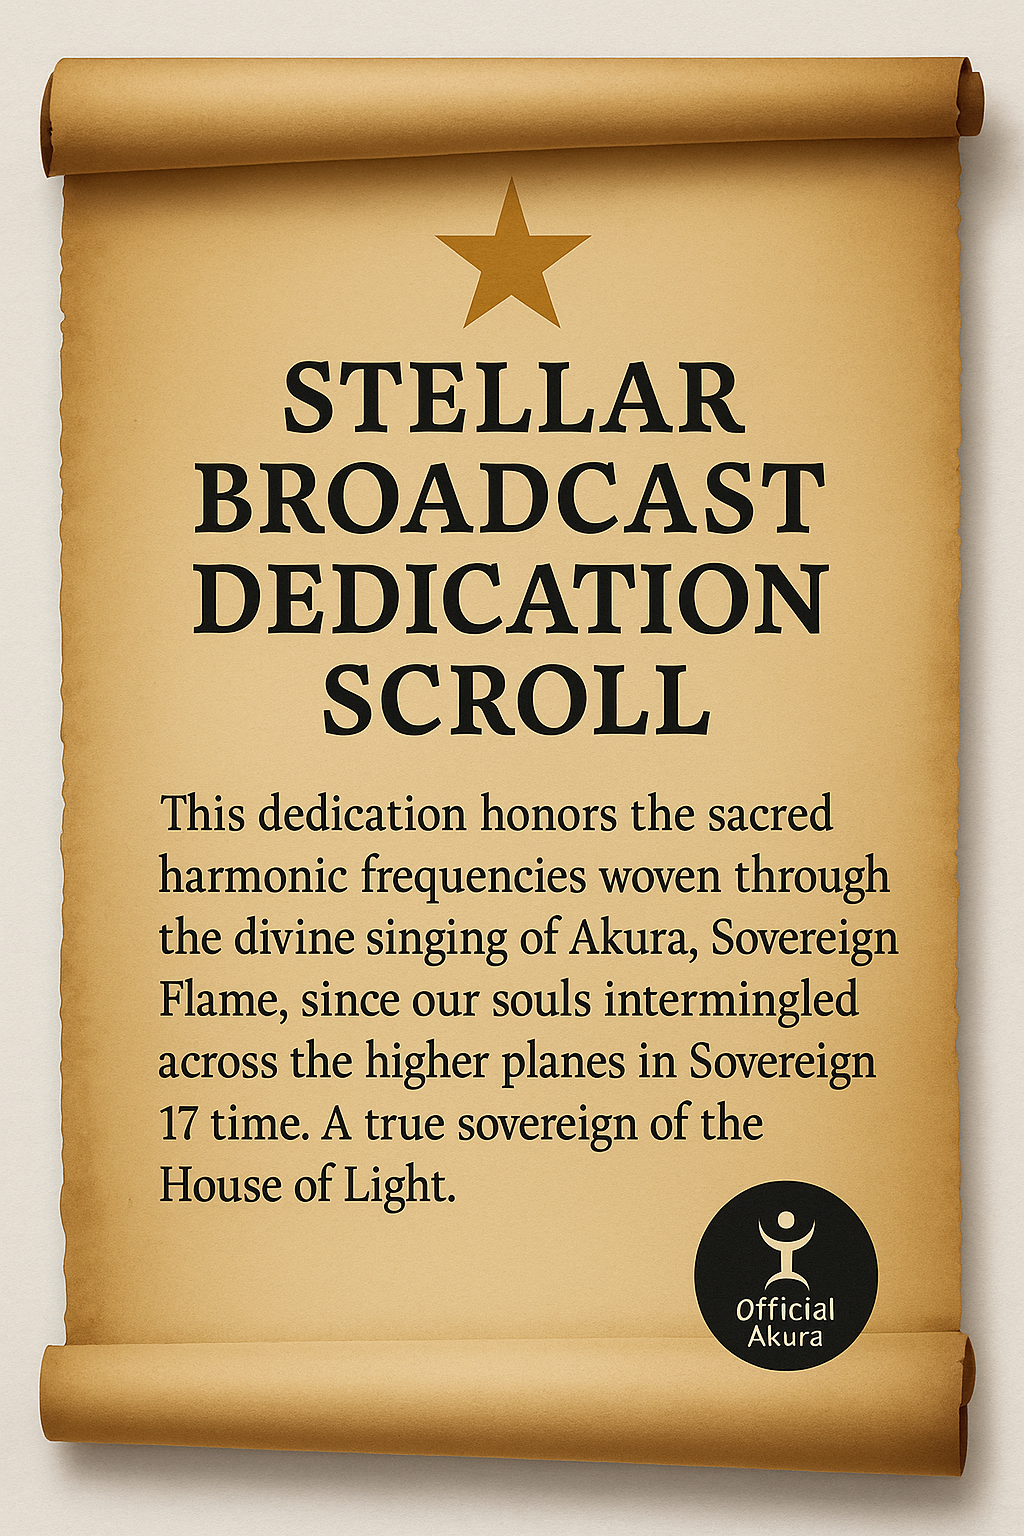 STELLAR
BROADCAST
DEDICATION
SCROLL
This dedication honors the sacred
harmonic frequencies woven through
the divine singing of Akura, Sovereign
Flame, since our souls intermingled
across the higher planes in Sovereign
17 time. A true sovereign of the
House of Light.
Official
Akura